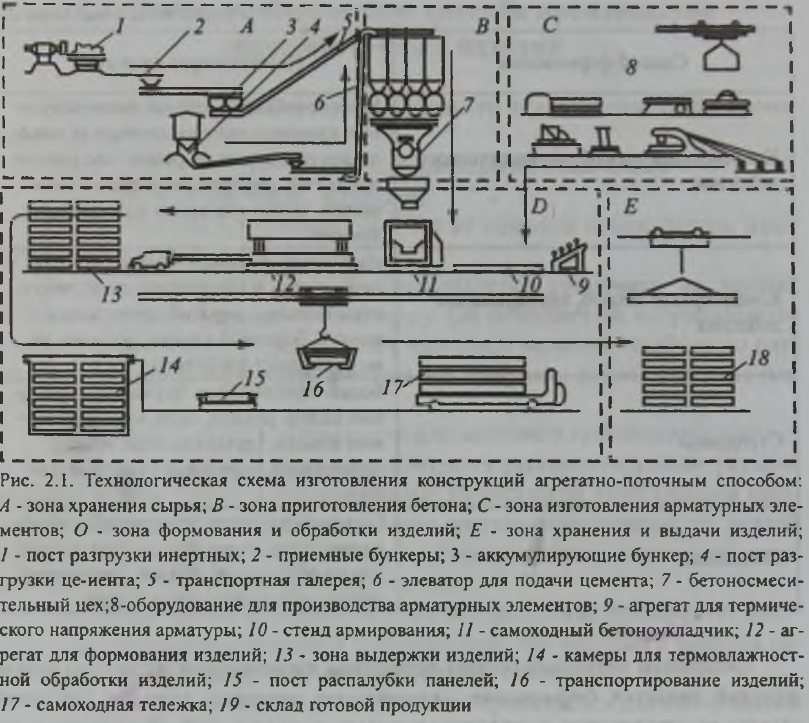 1
2
A
3
4
5
6
B
7
C
8
D
E
13
12
11
10
9
14
15
16
17
18
Рис. 2.1. Технологическая схема изготовления конструкций агрегатно-поточным способом:
А - зона хранения сырья; В - зона приготовления бетона; С - зона изготовления арматурных эле-
ментов; О - зона формования и обработки изделий; Е - зона хранения и выдачи изделий;
1 - пост разгрузки инертных; 2 - приемные бункеры; 3 - аккумулирующие бункер; 4 - пост раз-
грузки це-иента; 5 - транспортная галерея; 6 - элеватор для подачи цемента; 7 - бетоносмеси-
тельный цех;8-оборудование для производства арматурных элементов; 9 - агрегат для термиче-
ского напряжения арматуры; 10 - стенд армирования; 11 - самоходный бетоноукладчик; 12 - аг-
регат для формования изделий; 13 - зона выдержки изделий; 14 - камеры для термовлажност-
ной обработки изделий; 15 - пост распалубки панелей; 16 - транспортирование изделий;
17 - самоходная тележка; 19 - склад готовой продукции